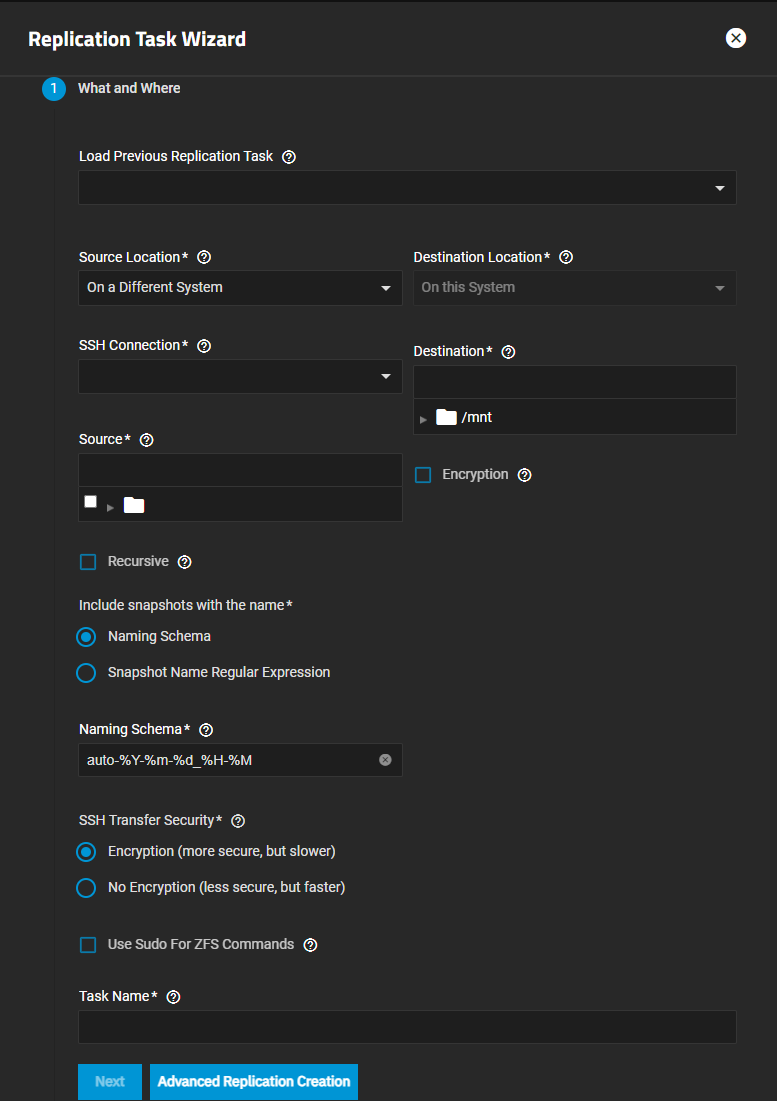 Replication Task Wizard
1 What and Where
Load Previous Replication Task
Source Location*
Destination Location*
On a Different System
On this System
SSH Connection*
Destination*
/mnt
Source*
Encryption
Recursive
Include snapshots with the name*
Naming Schema
Snapshot Name Regular Expression
Naming Schema*
auto-%Y-%m-%d_%H-%M
SSH Transfer Security*
Encryption (more secure, but slower)
No Encryption (less secure, but faster)
Use Sudo For ZFS Commands
Task Name*
Next
Advanced Replication Creation